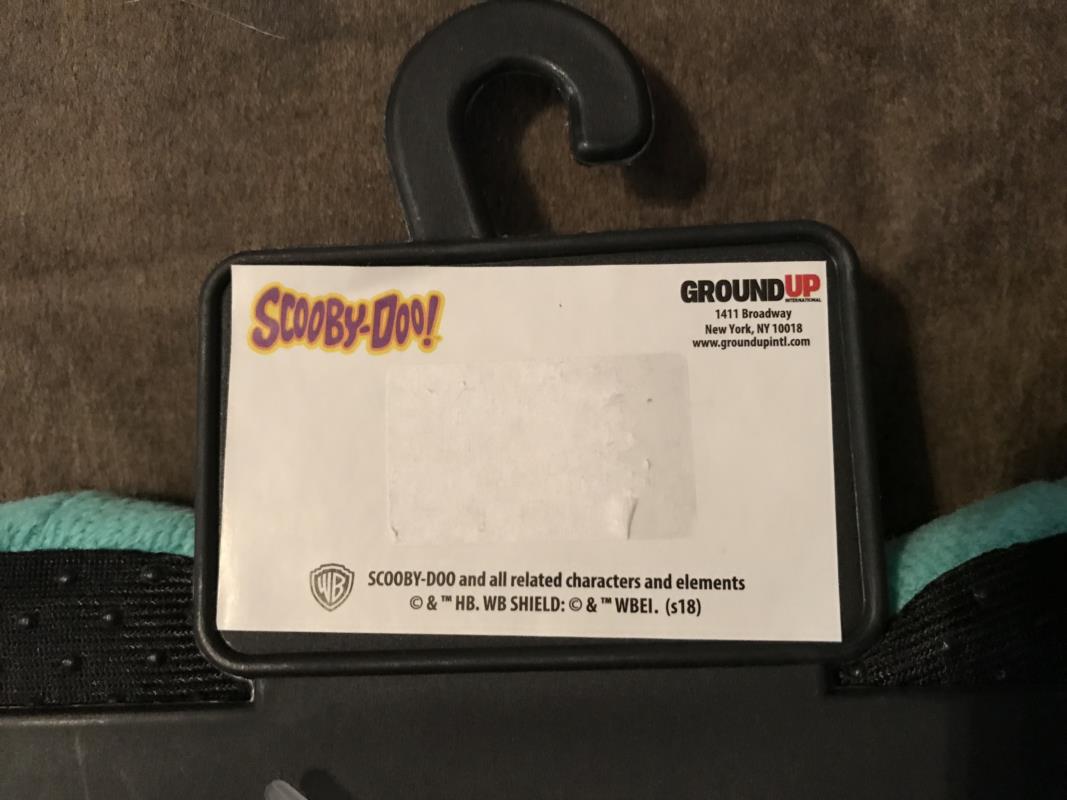 SCOOBY-DOO!
GROUNDUP
INTERNATIONAL
1411 Broadway
New York, NY 10018
www.groundupintl.com
WB
SCOOBY-DOO and all related characters and elements
© & ™ HB. WB SHIELD: © & ™ WBEI. (s18)